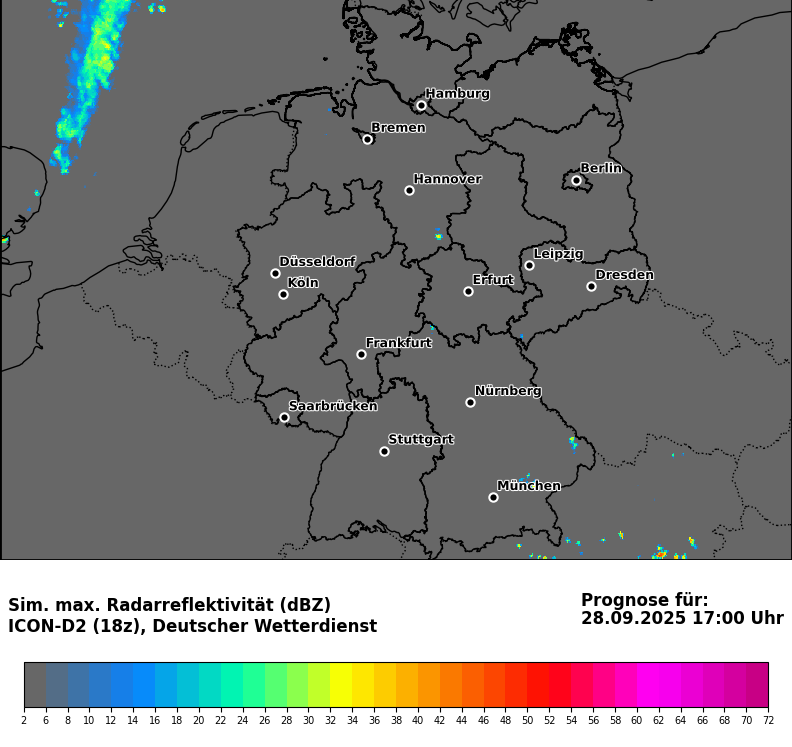 Hamburg
Bremen
Berlin
Hannover
Leipzig
Düsseldorf
Dresden
Köln
Erfurt
Frankfurt
Nürnberg
Saarbrücken
Stuttgart
München
Sim. max. Radarreflektivität (dBZ)
ICON-D2 (18z), Deutscher Wetterdienst
Prognose für:
28.09.2025 17:00 Uhr
2 6 8 10 12 14 16 18 20 22 24 26 28 30 32 34 36 38 40 42 44 46 48 50 52 54 56 58 60 62 64 66 68 70 72